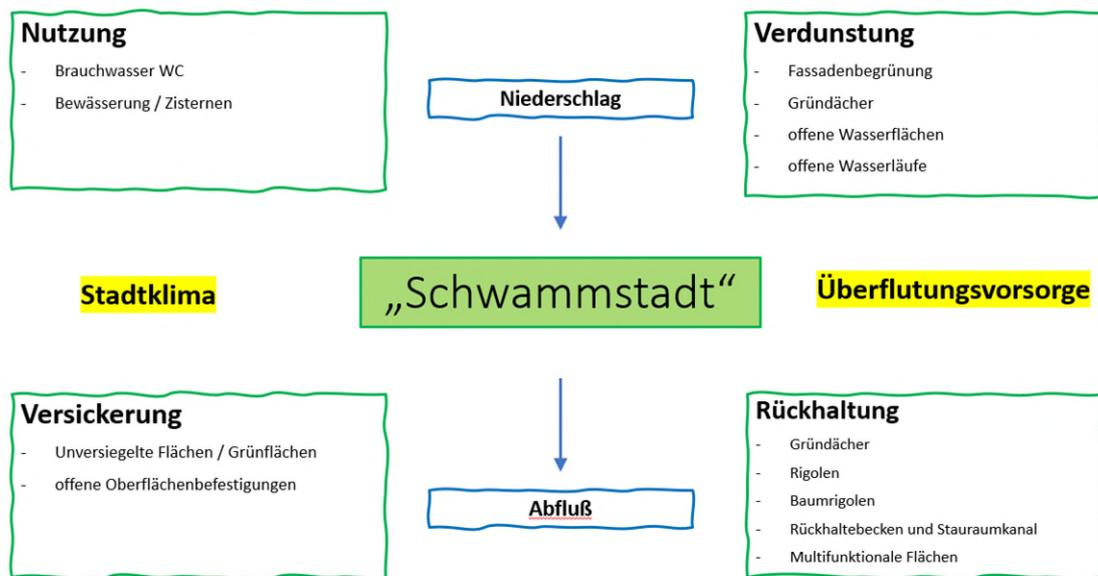 Nutzung
- Brauchwasser WC
- Bewässerung / Zisternen
Niederschlag
Verdunstung
- Fassadenbegrünung
- Gründächer
- offene Wasserflächen
- offene Wasserläufe
Stadtklima
„Schwammstadt“
Überflutungsvorsorge
Versickerung
- Unversiegelte Flächen / Grünflächen
- offene Oberflächenbefestigungen
Abfluß
Rückhaltung
- Gründächer
- Rigolen
- Baumrigolen
- Rückhaltebecken und Stauraumkanal
- Multifunktionale Flächen